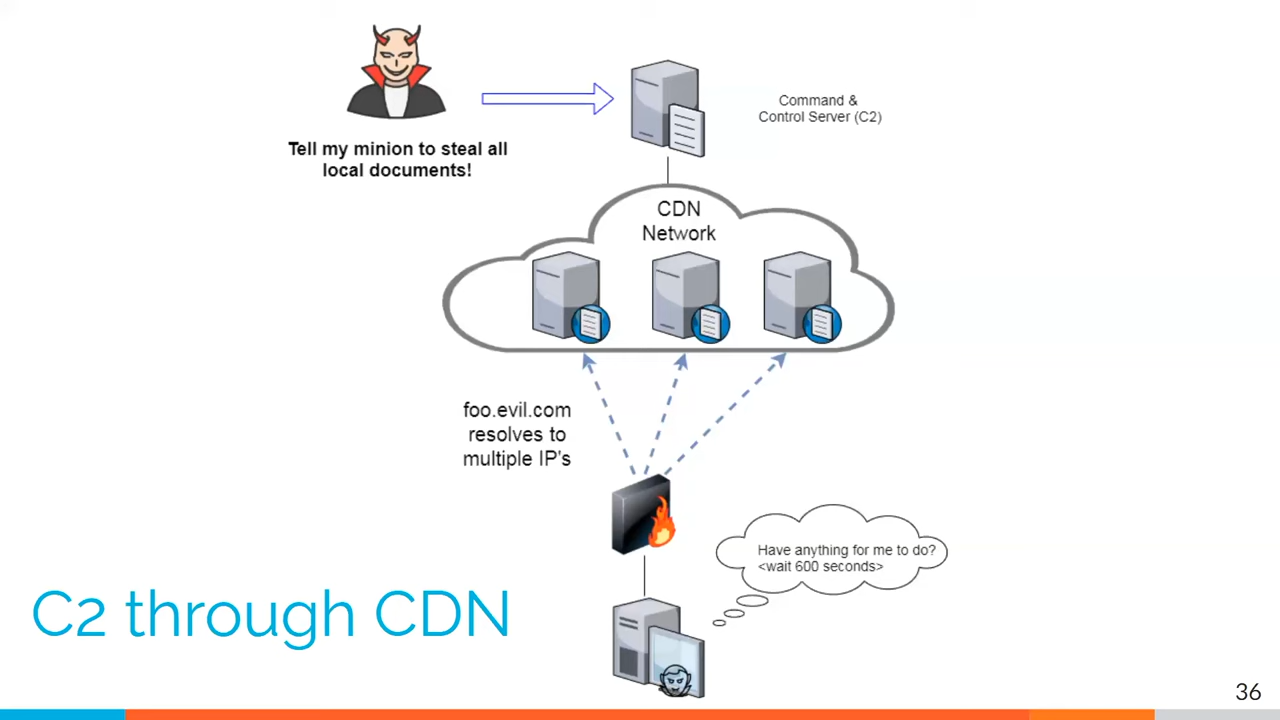 Command &
Control Server (C2)
Tell my minion to steal all
local documents!
CDN
Network
foo.evil.com
resolves to
multiple IP's
Have anything for me to do?
<wait 600 seconds>
C2 through CDN
36